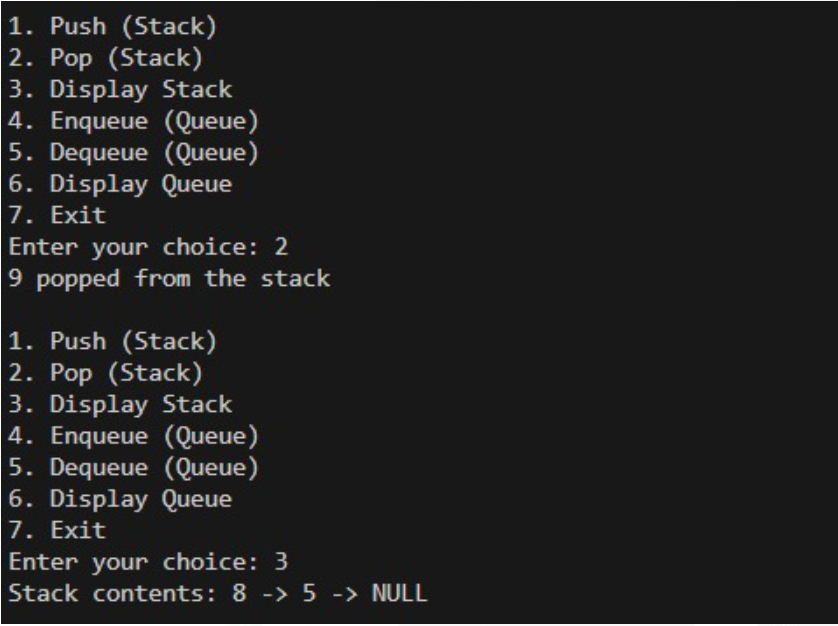 1. Push (Stack)
2. Pop (Stack)
3. Display Stack
4. Enqueue (Queue)
5. Dequeue (Queue)
6. Display Queue
7. Exit
Enter your choice: 2
9 popped from the stack

1. Push (Stack)
2. Pop (Stack)
3. Display Stack
4. Enqueue (Queue)
5. Dequeue (Queue)
6. Display Queue
7. Exit
Enter your choice: 3
Stack contents: 8 -> 5 -> NULL